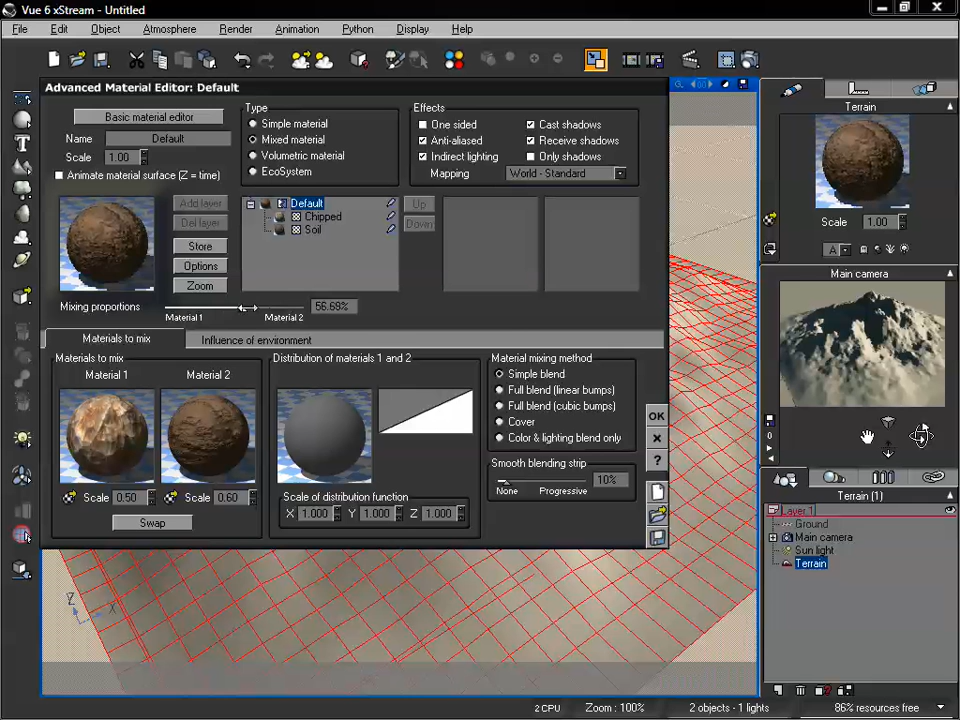 Vue 6 xStream - Untitled
File Edit Object Atmosphere Render Animation Python Display Help
Advanced Material Editor: Default
Basic material editor
Name Default
Scale 1.00
Animate material surface (Z = time)
Type
Simple material
Mixed material
Volumetric material
EcoSystem
Effects
One sided
Cast shadows
Anti-aliased
Receive shadows
Indirect lighting
Only shadows
Mapping World - Standard
Add layer
Del layer
Store
Options
Zoom
Default
Chipped
Soil
Up
Down
Mixing proportions
Material 1 Material 2
56.69%
Materials to mix
Influence of environment
Materials to mix
Material 1 Material 2
Scale 0.50 Scale 0.60
Swap
Distribution of materials 1 and 2
Scale of distribution function
X 1.000 Y 1.000 Z 1.000
Material mixing method
Simple blend
Full blend (linear bumps)
Full blend (cubic bumps)
Cover
Color & lighting blend only
Smooth blending strip
None Progressive
10%
OK
?
Z X
Terrain
Scale 1.00
A
Main camera
0
Terrain (1)
Layer 1
Ground
Main camera
Sun light
Terrain
2 CPU Zoom : 100% 2 objects - 1 lights 86% resources free